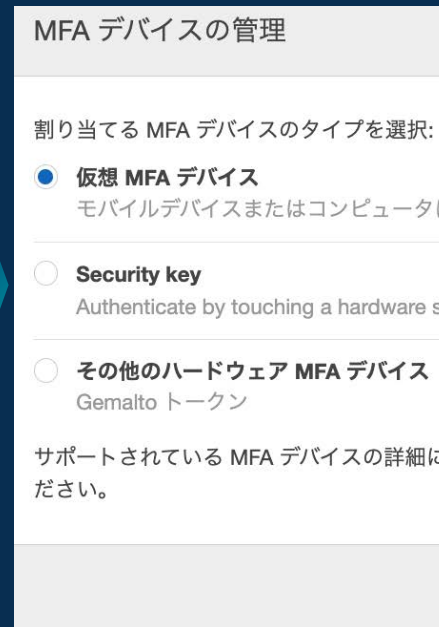 MFA デバイスの管理
割り当てる MFA デバイスのタイプを選択:
仮想 MFA デバイス
モバイルデバイスまたはコンピュータ
Security key
Authenticate by touching a hardware
その他のハードウェア MFA デバイス
Gemalto トークン
サポートされている MFA デバイスの詳細に
ださい。